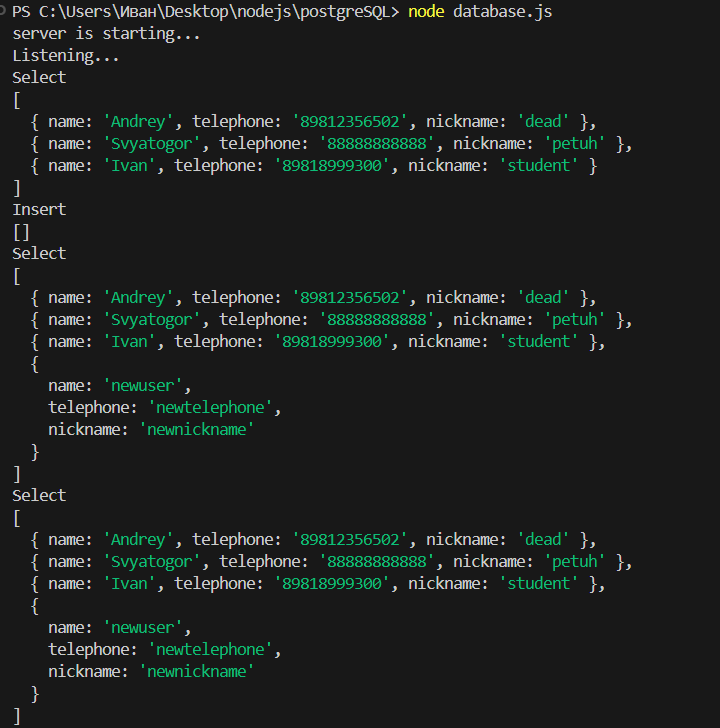 PS C:\Users\Иван\Desktop\nodejs\postgreSQL> node database.js
server is starting...
Listening...
Select
[
  { name: 'Andrey', telephone: '89812356502', nickname: 'dead' },
  { name: 'Svyatogor', telephone: '88888888888', nickname: 'petuh' },
  { name: 'Ivan', telephone: '89818999300', nickname: 'student' }
]
Insert
[]
Select
[
  { name: 'Andrey', telephone: '89812356502', nickname: 'dead' },
  { name: 'Svyatogor', telephone: '88888888888', nickname: 'petuh' },
  { name: 'Ivan', telephone: '89818999300', nickname: 'student' },
  {
    name: 'newuser',
    telephone: 'newtelephone',
    nickname: 'newnickname'
  }
]
Select
[
  { name: 'Andrey', telephone: '89812356502', nickname: 'dead' },
  { name: 'Svyatogor', telephone: '88888888888', nickname: 'petuh' },
  { name: 'Ivan', telephone: '89818999300', nickname: 'student' },
  {
    name: 'newuser',
    telephone: 'newtelephone',
    nickname: 'newnickname'
  }
]